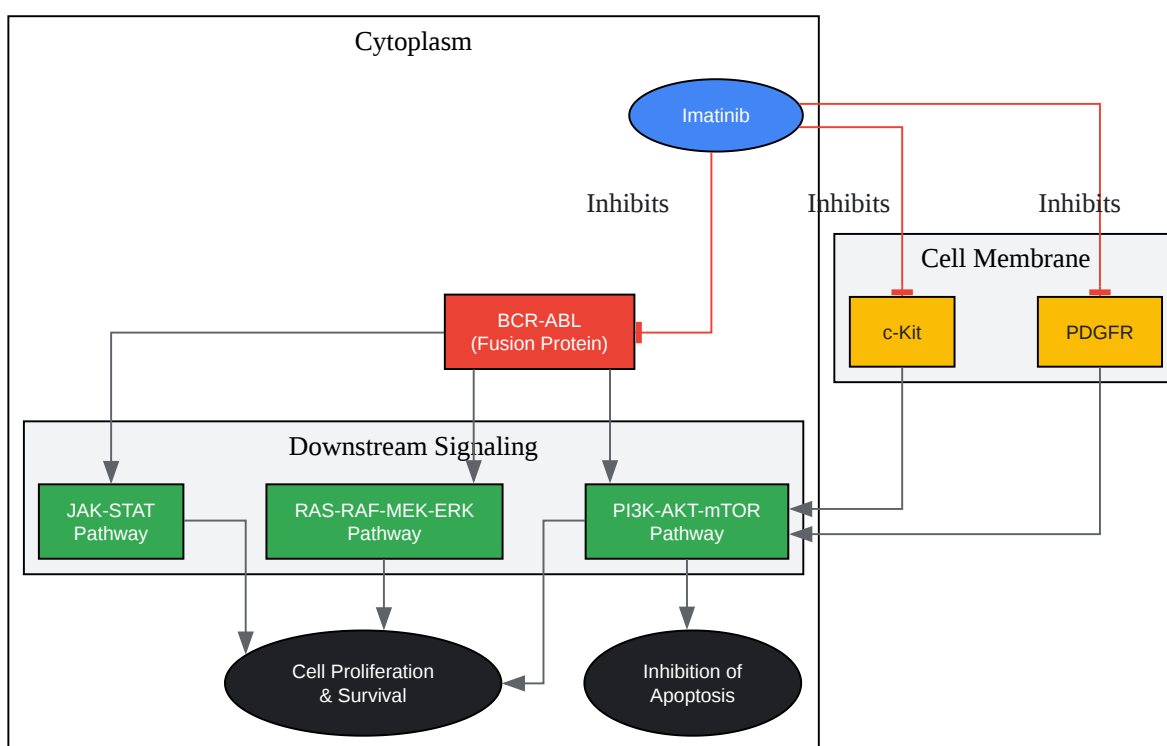 Cytoplasm
Imatinib
Inhibits
Inhibits
Inhibits
Cell Membrane
BCR-ABL
(Fusion Protein)
c-Kit
PDGFR
Downstream Signaling
JAK-STAT
Pathway
RAS-RAF-MEK-ERK
Pathway
PI3K-AKT-mTOR
Pathway
Cell Proliferation
& Survival
Inhibition of
Apoptosis